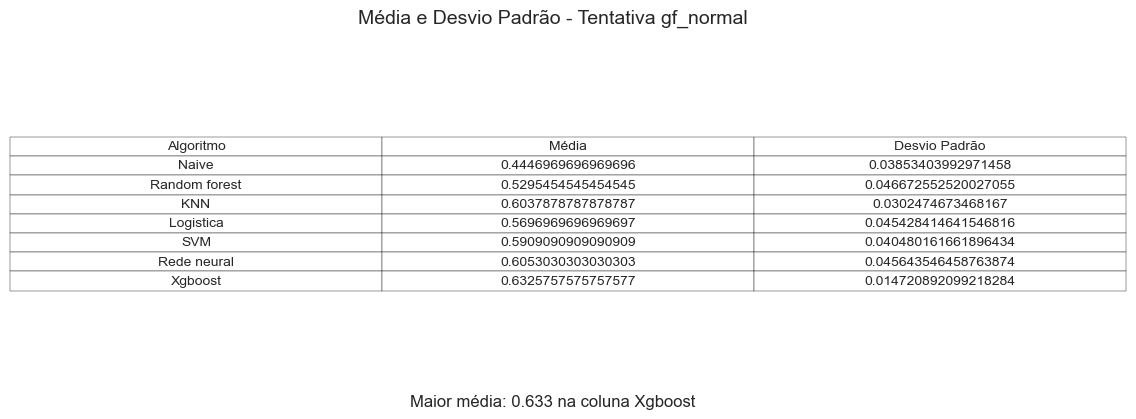 Média e Desvio Padrão - Tentativa gf_normal
Algoritmo Média Desvio Padrão
Naive 0.4446969696969696 0.03853403992971458
Random forest 0.5295454545454545 0.046672552520027055
KNN 0.6037878787878787 0.0302474673468167
Logistica 0.5696969696969697 0.045428414641546816
SVM 0.5909090909090909 0.040480161661896434
Rede neural 0.6053030303030303 0.045643546458763874
Xgboost 0.6325757575757577 0.014720892099218284
Maior média: 0.633 na coluna Xgboost